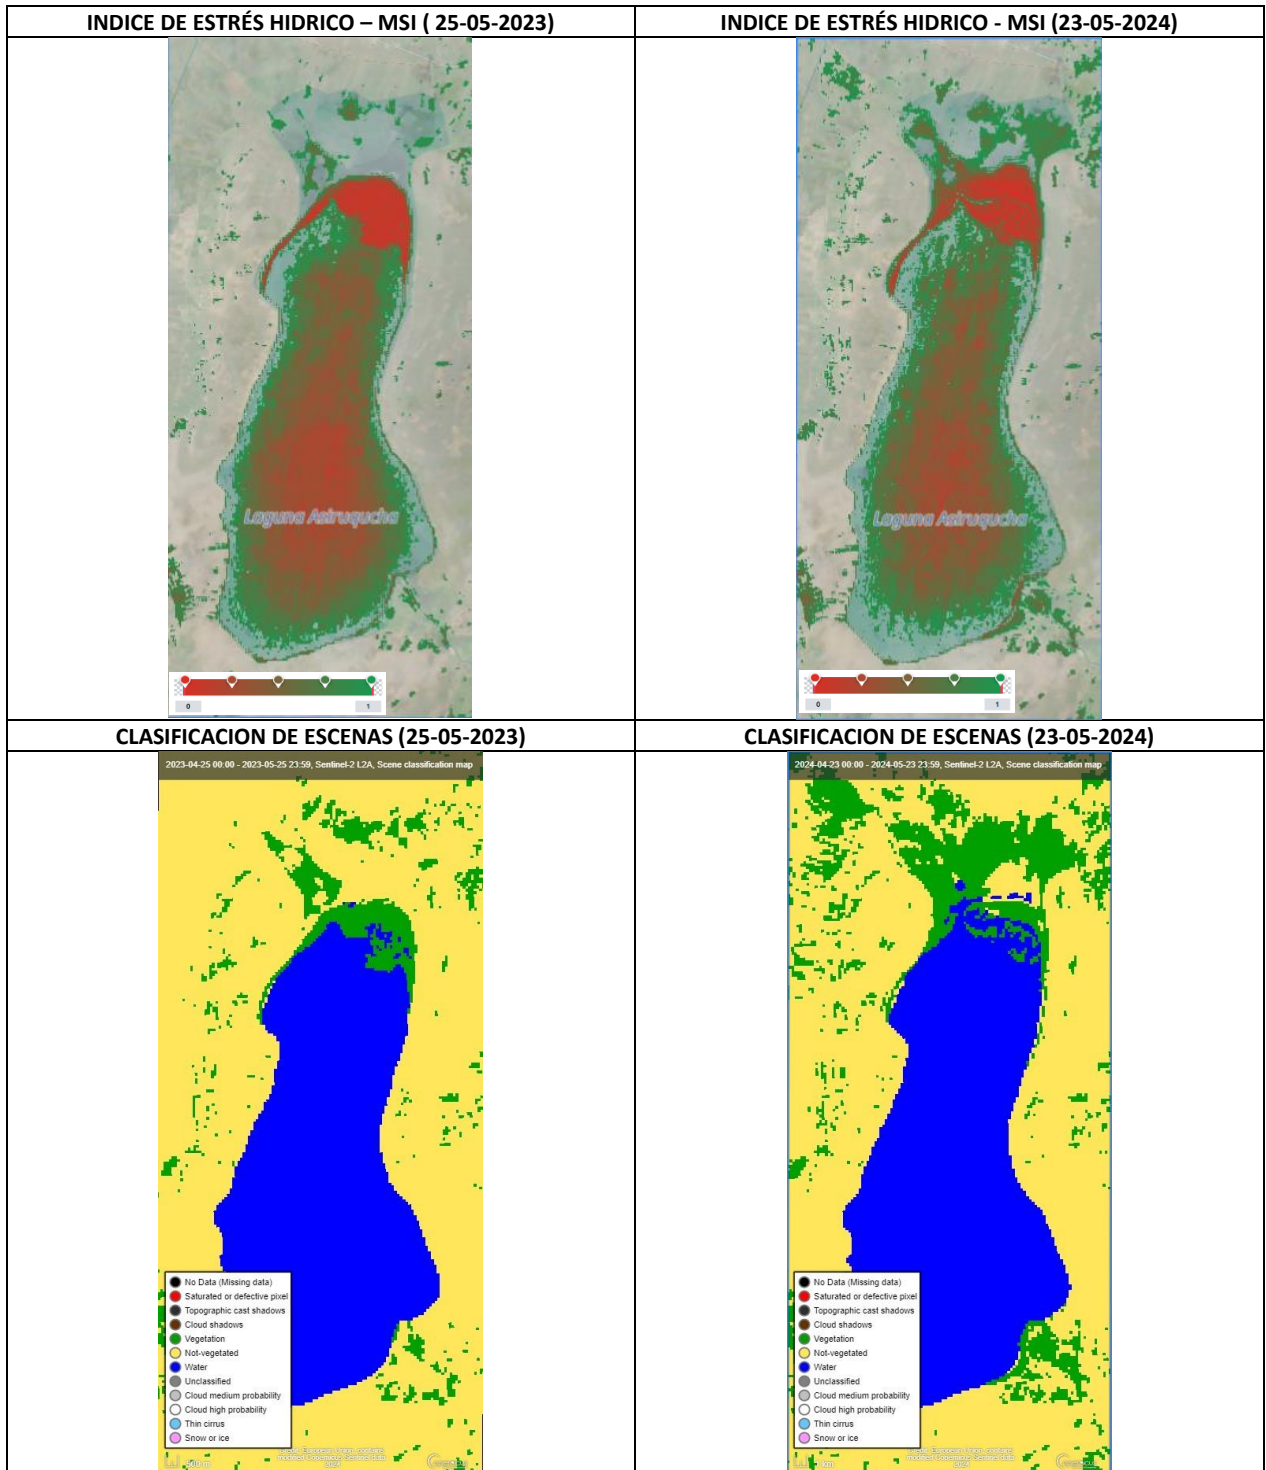 INDICE DE ESTRÉS HIDRICO – MSI ( 25-05-2023)
INDICE DE ESTRÉS HIDRICO - MSI (23-05-2024)
Laguna Asiruqucha
0 1
Laguna Asiruqucha
0 1
CLASIFICACION DE ESCENAS (25-05-2023)
CLASIFICACION DE ESCENAS (23-05-2024)
2023-04-25 00:00 - 2023-05-25 23:59, Sentinel-2 L2A, Scene classification map
No Data (Missing data)
Saturated or defective pixel
Topographic cast shadows
Cloud shadows
Vegetation
Not-vegetated
Water
Unclassified
Cloud medium probability
Cloud high probability
Thin cirrus
Snow or ice
2024-04-23 00:00 - 2024-05-23 23:59, Sentinel-2 L2A, Scene classification map
No Data (Missing data)
Saturated or defective pixel
Topographic cast shadows
Cloud shadows
Vegetation
Not-vegetated
Water
Unclassified
Cloud medium probability
Cloud high probability
Thin cirrus
Snow or ice